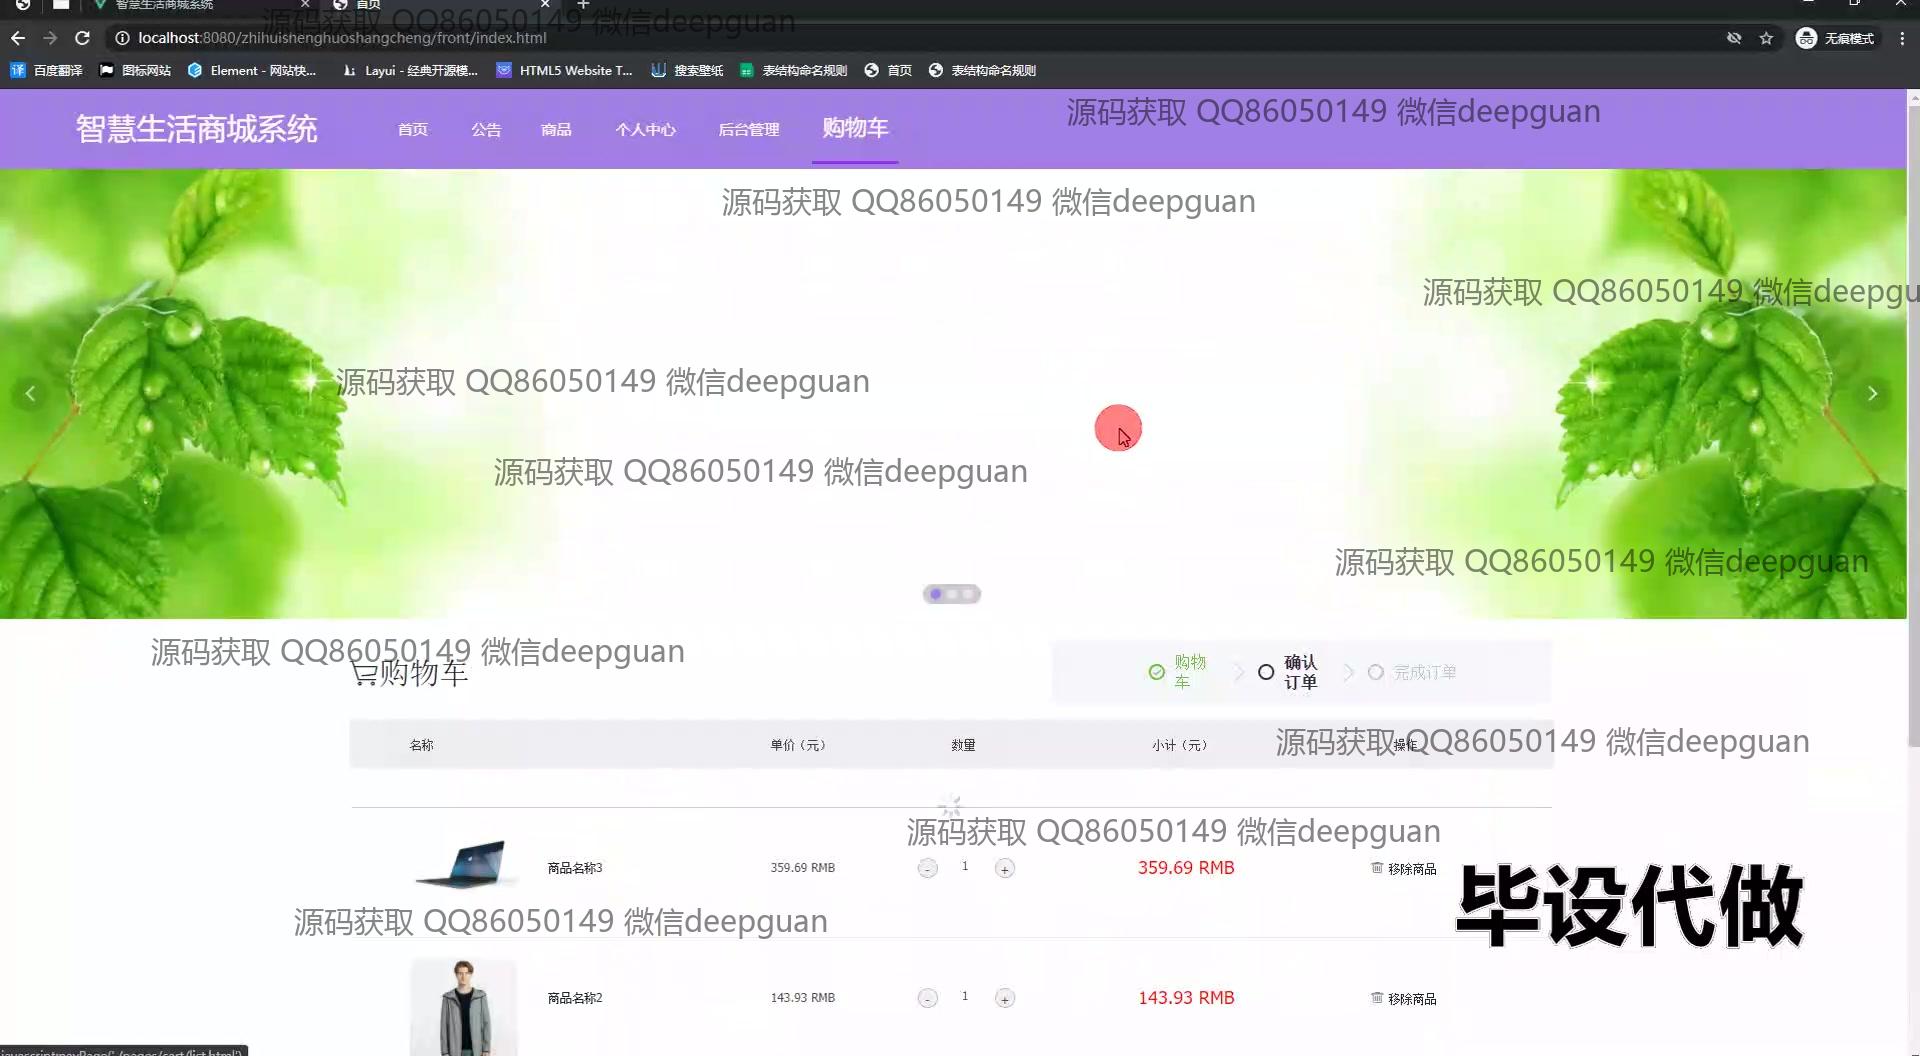 智慧生活商城系统
首页
源码获取 QQ86050149 微信deepguan
localhost:8080/zhihuishenghuoshangcheng/front/index.html
无痕模式
百度翻译
图标网站
Element - 网站快...
Layui - 经典开源模...
HTML5 Website T...
搜索壁纸
表结构命名规则
首页
表结构命名规则
源码获取 QQ86050149 微信deepguan
智慧生活商城系统
首页
公告
商品
个人中心
后台管理
购物车
源码获取 QQ86050149 微信deepguan
源码获取 QQ86050149 微信deepgu
源码获取 QQ86050149 微信deepguan
源码获取 QQ86050149 微信deepguan
源码获取 QQ86050149 微信deepguan
源码获取 QQ86050149 微信deepguan
购物车
购物
车
确认
订单
完成订单
名称
单价（元）
数量
小计（元）
操作
源码获取 QQ86050149 微信deepguan
源码获取 QQ86050149 微信deepguan
商品名称3
359.69 RMB
-
1
+
359.69 RMB
移除商品
毕设代做
源码获取 QQ86050149 微信deepguan
商品名称2
143.93 RMB
-
1
+
143.93 RMB
移除商品